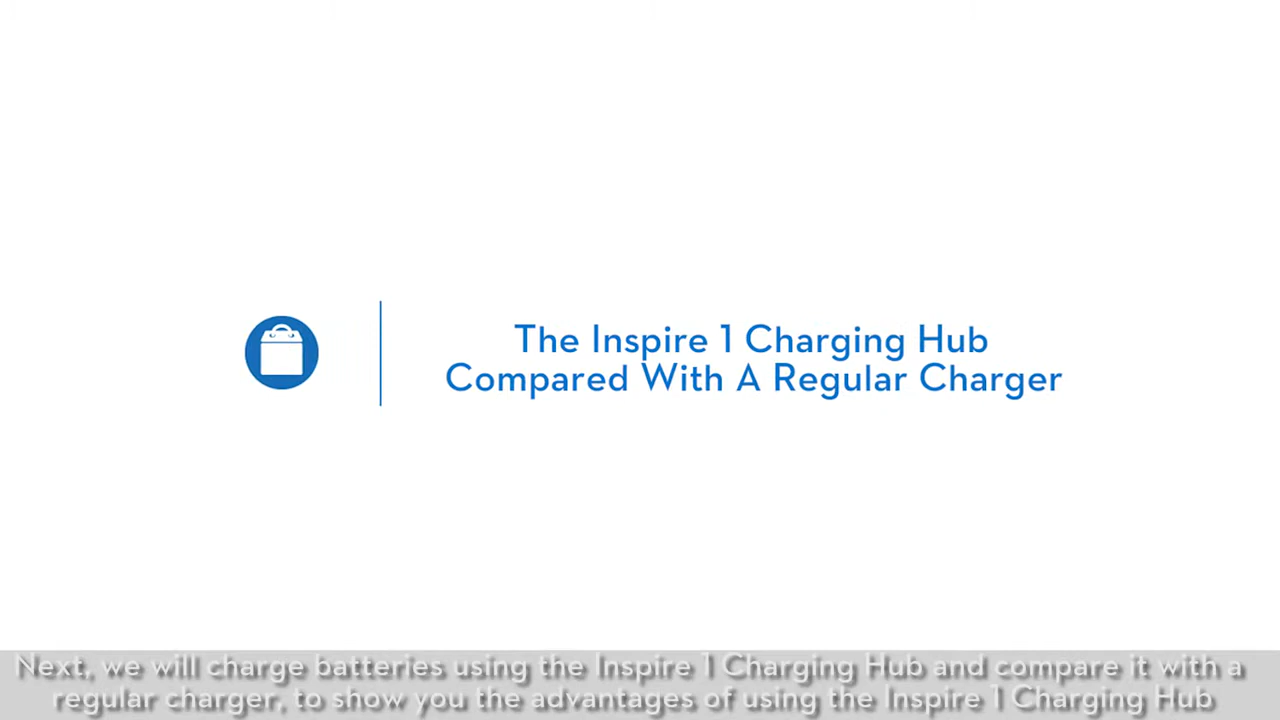 The Inspire 1 Charging Hub
Compared With A Regular Charger
Next, we will charge batteries using the Inspire 1 Charging Hub and compare it with a
regular charger, to show you the advantages of using the Inspire 1 Charging Hub